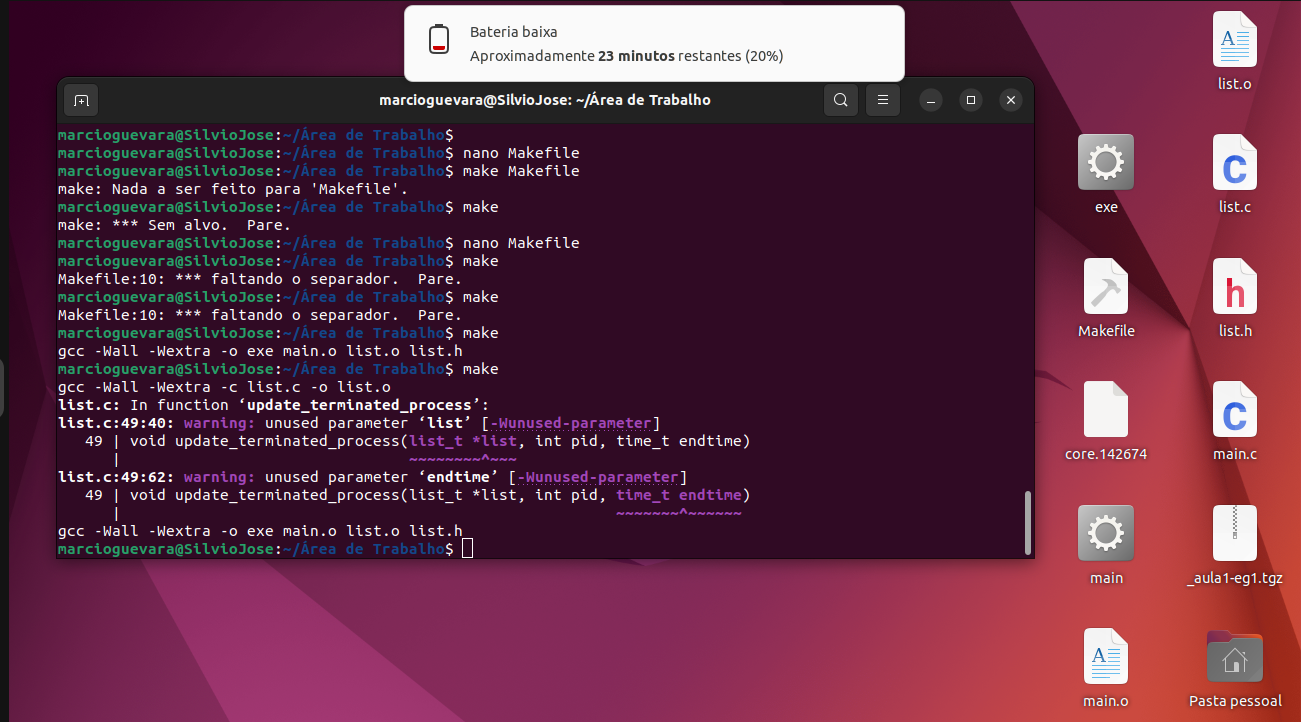 Bateria baixa
Aproximadamente 23 minutos restantes (20%)
marcioguevara@SilvioJose: ~/Área de Trabalho
marcioguevara@SilvioJose:~/Área de Trabalho$
marcioguevara@SilvioJose:~/Área de Trabalho$ nano Makefile
marcioguevara@SilvioJose:~/Área de Trabalho$ make Makefile
make: Nada a ser feito para 'Makefile'.
marcioguevara@SilvioJose:~/Área de Trabalho$ make
make: *** Sem alvo.  Pare.
marcioguevara@SilvioJose:~/Área de Trabalho$ nano Makefile
marcioguevara@SilvioJose:~/Área de Trabalho$ make
Makefile:10: *** faltando o separador.  Pare.
marcioguevara@SilvioJose:~/Área de Trabalho$ make
Makefile:10: *** faltando o separador.  Pare.
marcioguevara@SilvioJose:~/Área de Trabalho$ make
gcc -Wall -Wextra -o exe main.o list.o list.h
marcioguevara@SilvioJose:~/Área de Trabalho$ make
gcc -Wall -Wextra -c list.c -o list.o
list.c: In function ‘update_terminated_process’:
list.c:49:40: warning: unused parameter ‘list’ [-Wunused-parameter]
   49 | void update_terminated_process(list_t *list, int pid, time_t endtime)
      |                                ~~~~~~~~^~~~
list.c:49:62: warning: unused parameter ‘endtime’ [-Wunused-parameter]
   49 | void update_terminated_process(list_t *list, int pid, time_t endtime)
      |                                                       ~~~~~~~^~~~~~~
gcc -Wall -Wextra -o exe main.o list.o list.h
marcioguevara@SilvioJose:~/Área de Trabalho$
list.o
exe
list.c
Makefile
list.h
core.142674
main.c
main
_aula1-eg1.tgz
main.o
Pasta pessoal